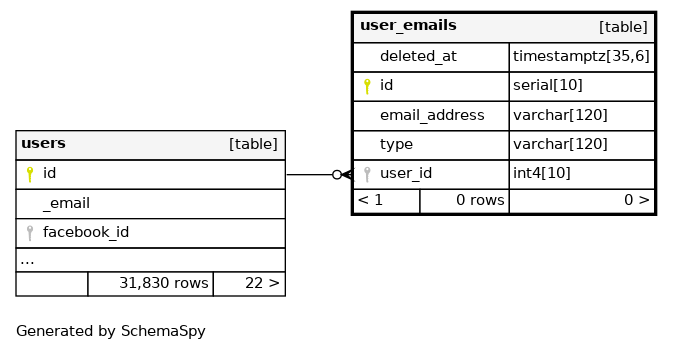 user_emails [table]
deleted_at timestamptz[35,6]
id serial[10]
email_address varchar[120]
type varchar[120]
user_id int4[10]
< 1 0 rows 0 >
users [table]
id
_email
facebook_id
...
31,830 rows 22 >
Generated by SchemaSpy